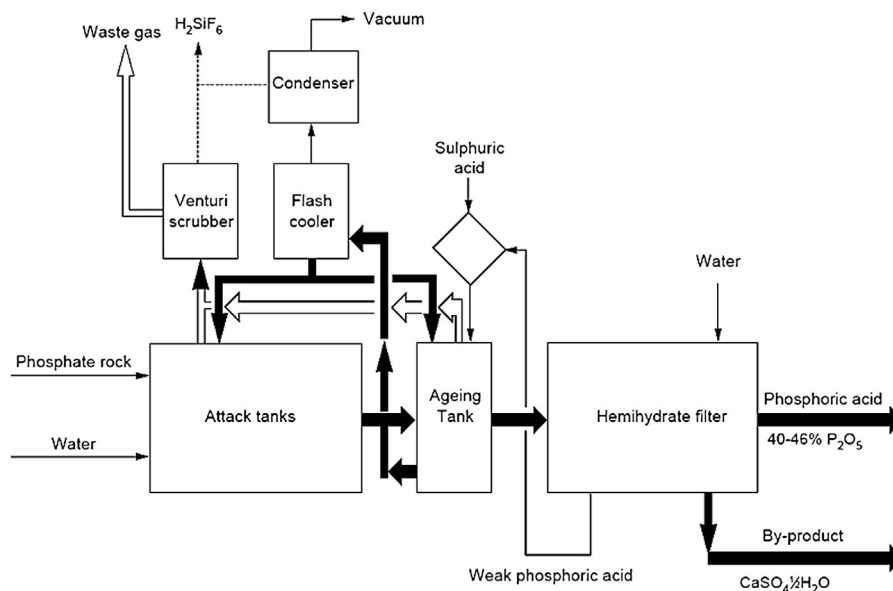 Vacuum
H₂SiF₆
Waste gas
Condenser
Sulphuric
acid
Venturi
scrubber
Flash
cooler
Water
Phosphate rock
Attack tanks
Ageing
Tank
Hemihydrate filter
Phosphoric acid
40-46% P₂O₅
Water
By-product
Weak phosphoric acid
CaSO₄½H₂O